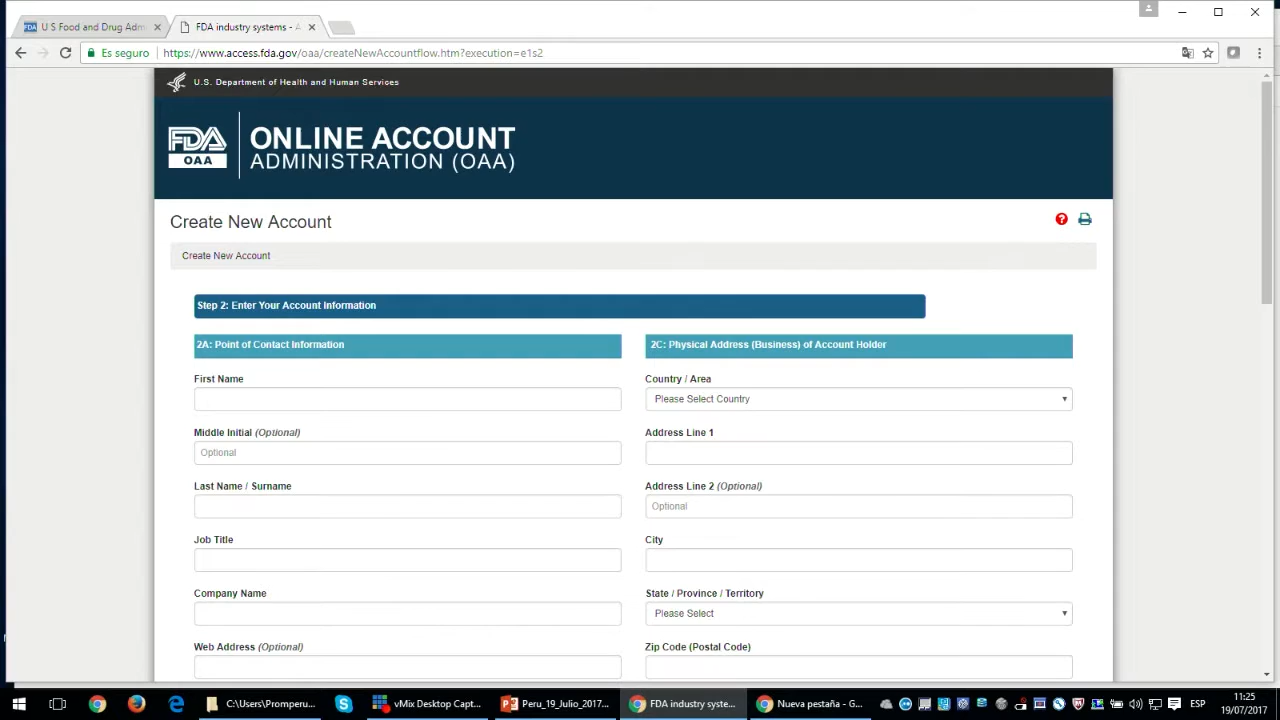 U S Food and Drug Adm
FDA industry systems - A
Es seguro
https://www.access.fda.gov/oaa/createNewAccountflow.htm?execution=e1s2
U.S. Department of Health and Human Services
FDA
OAA
ONLINE ACCOUNT
ADMINISTRATION (OAA)
Create New Account
Create New Account
Step 2: Enter Your Account Information
2A: Point of Contact Information
First Name
Middle Initial (Optional)
Optional
Last Name / Surname
Job Title
Company Name
Web Address (Optional)
2C: Physical Address (Business) of Account Holder
Country / Area
Please Select Country
Address Line 1
Address Line 2 (Optional)
Optional
City
State / Province / Territory
Please Select
Zip Code (Postal Code)
C:\Users\Promperu...
vMix Desktop Capt...
Peru_19_Julio_2017...
FDA industry syste...
Nueva pestaña - G...
ESP
11:25
19/07/2017